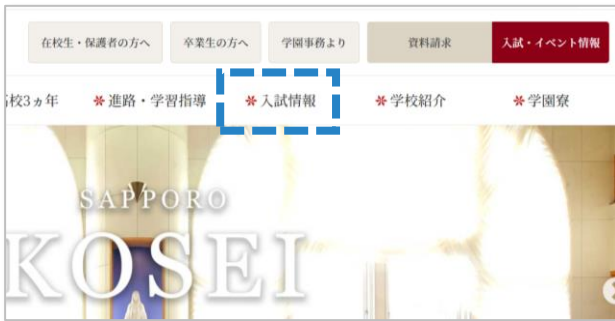 在校生・保護者の方へ 卒業生の方へ 学園事務より 資料請求 入試・イベント情報
校3ヵ年 進路・学習指導 入試情報 学校紹介 学園寮
SAPPORO
KOSEI